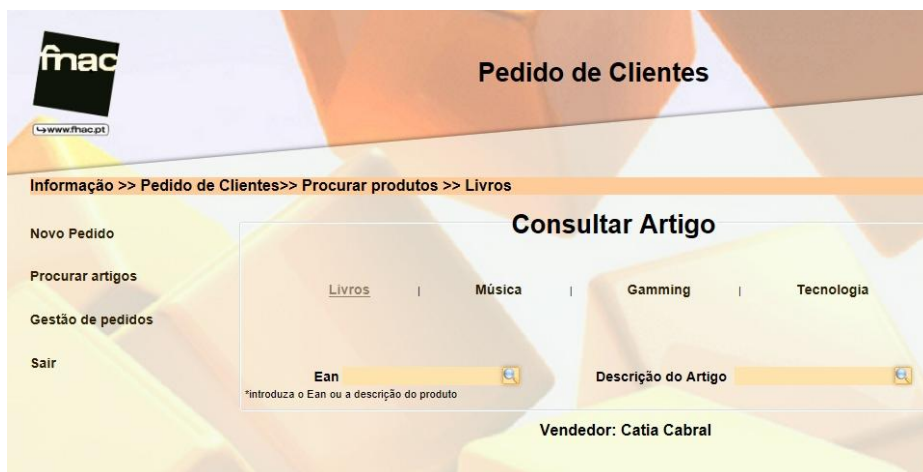 fnac
www.fnac.pt
Pedido de Clientes
Informação >> Pedido de Clientes>> Procurar produtos >> Livros
Consultar Artigo
Novo Pedido
Procurar artigos
Livros | Música | Gamming | Tecnologia
Gestão de pedidos
Sair
Ean Descrição do Artigo
*introduza o Ean ou a descrição do produto
Vendedor: Catia Cabral